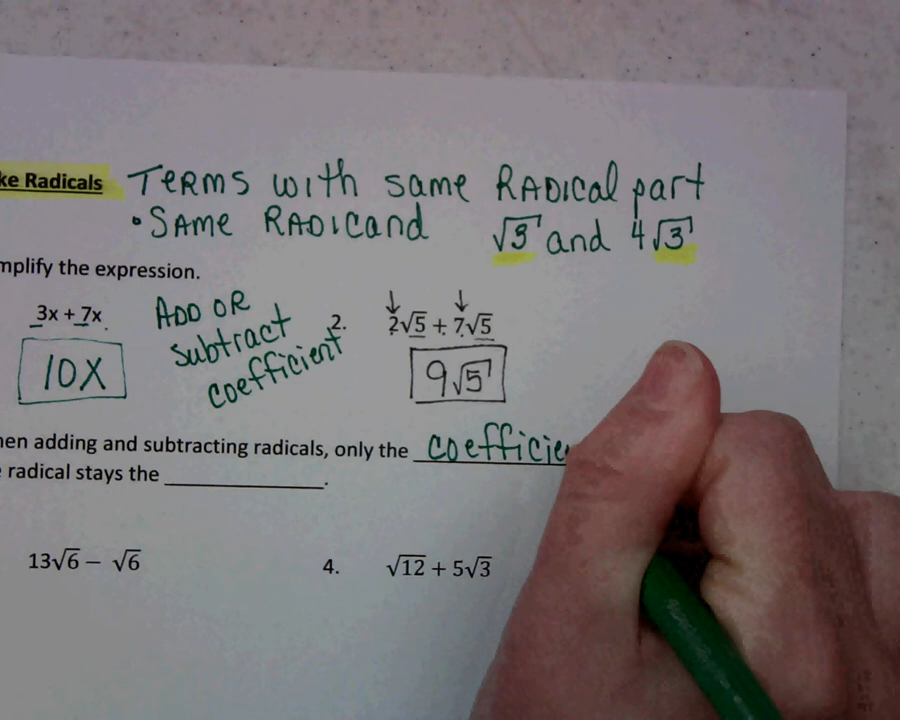 ke Radicals TERMS with same RADICal part
• SAME RADICand √3 and 4√3
mplify the expression.
3x + 7x ADD OR subtract coefficient 2. 2√5 + 7√5
10X 9√5
en adding and subtracting radicals, only the coefficie
radical stays the ____________.
13√6 − √6 4. √12 + 5√3